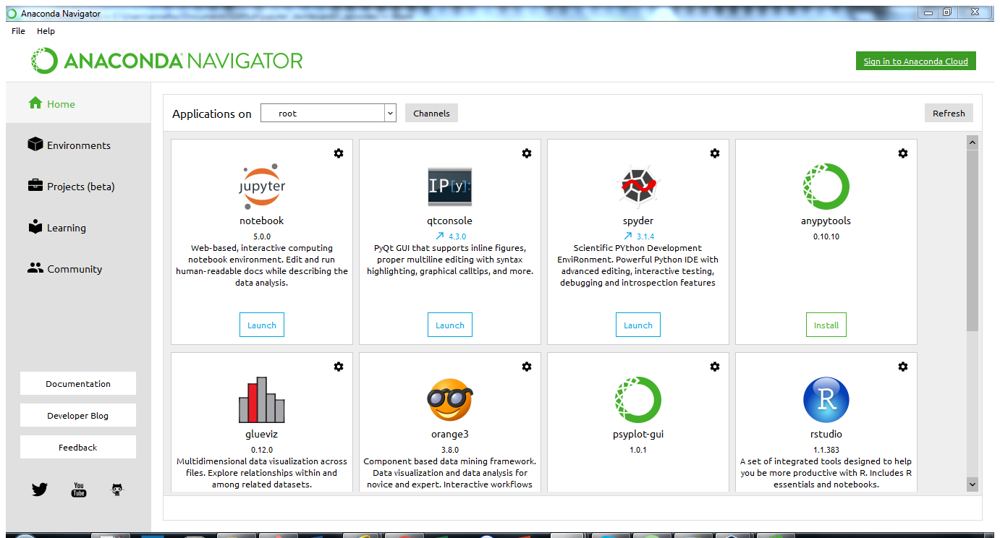 Anaconda Navigator
File Help
ANACONDA NAVIGATOR
Sign in to Anaconda Cloud
Home
Environments
Projects (beta)
Learning
Community
Documentation
Developer Blog
Feedback
You
Tube
Applications on root Channels Refresh
jupyter
notebook
5.0.0
Web-based, interactive computing
notebook environment. Edit and run
human-readable docs while describing the
data analysis.
Launch
IP[y]:
qtconsole
4.3.0
PyQt GUI that supports inline figures,
proper multiline editing with syntax
highlighting, graphical calltips, and more.
Launch
spyder
3.1.4
Scientific PYthon Development
EnviRonment. Powerful Python IDE with
advanced editing, interactive testing,
debugging and introspection features
Launch
anypytools
0.10.10
Install
glueviz
0.12.0
Multidimensional data visualization across
files. Explore relationships within and
among related datasets.
orange3
3.8.0
Component based data mining framework.
Data visualization and data analysis for
novice and expert. Interactive workflows
psyplot-gui
1.0.1
R
rstudio
1.1.383
A set of integrated tools designed to help
you be more productive with R. Includes R
essentials and notebooks.